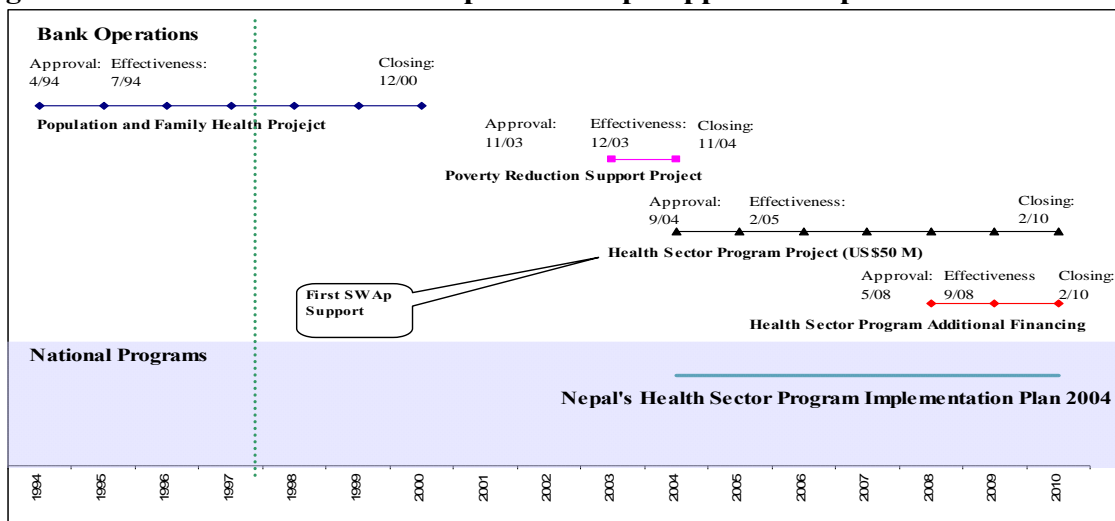 Bank Operations
Approval: Effectiveness: Closing:
4/94 7/94 12/00
Population and Family Health Projejct
Approval: Effectiveness: Closing:
11/03 12/03 11/04
Poverty Reduction Support Project
Approval: Effectiveness: Closing:
9/04 2/05 2/10
Health Sector Program Project (US$50 M)
First SWAp
Support
Approval: Effectiveness Closing:
5/08 9/08 2/10
Health Sector Program Additional Financing
National Programs
Nepal's Health Sector Program Implementation Plan 2004
1994 1995 1996 1997 1998 1999 2000 2001 2002 2003 2004 2005 2006 2007 2008 2009 2010